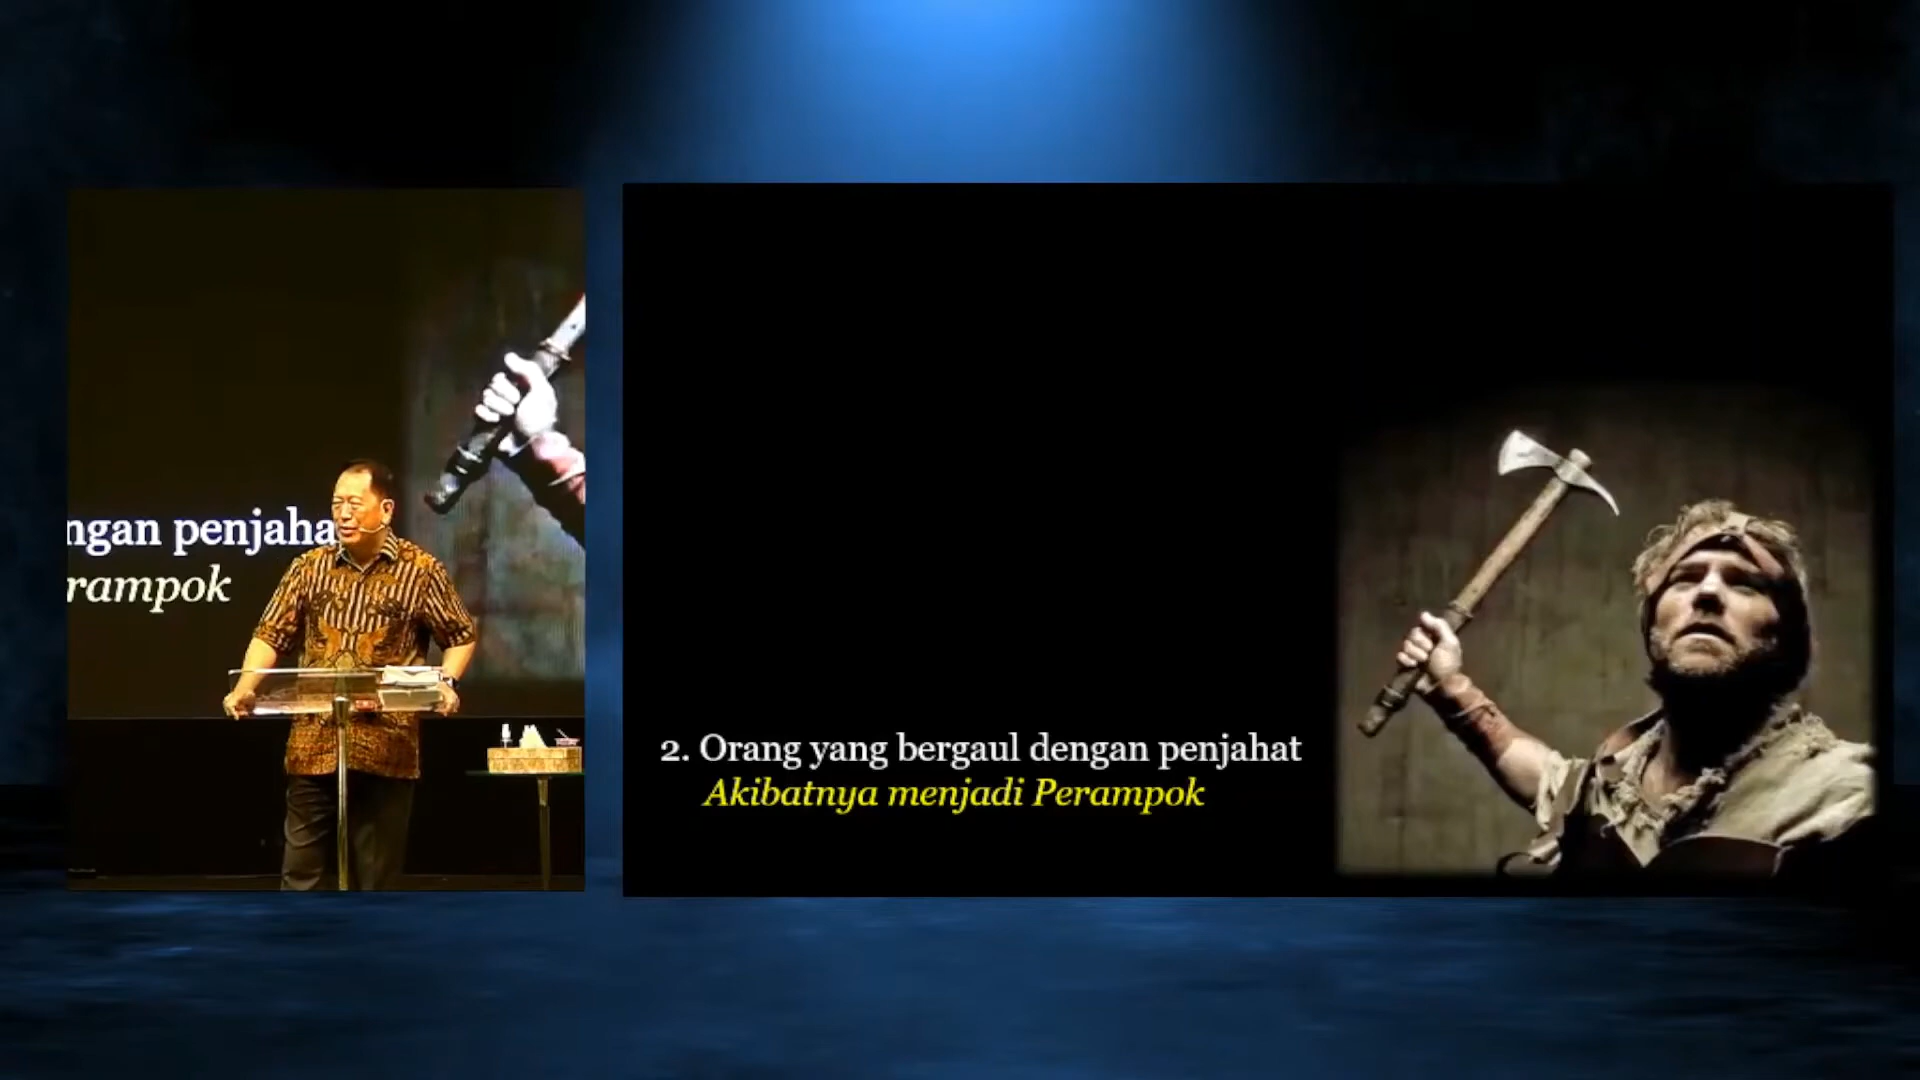 ngan penjaha
rampok
2. Orang yang bergaul dengan penjahat
Akibatnya menjadi Perampok